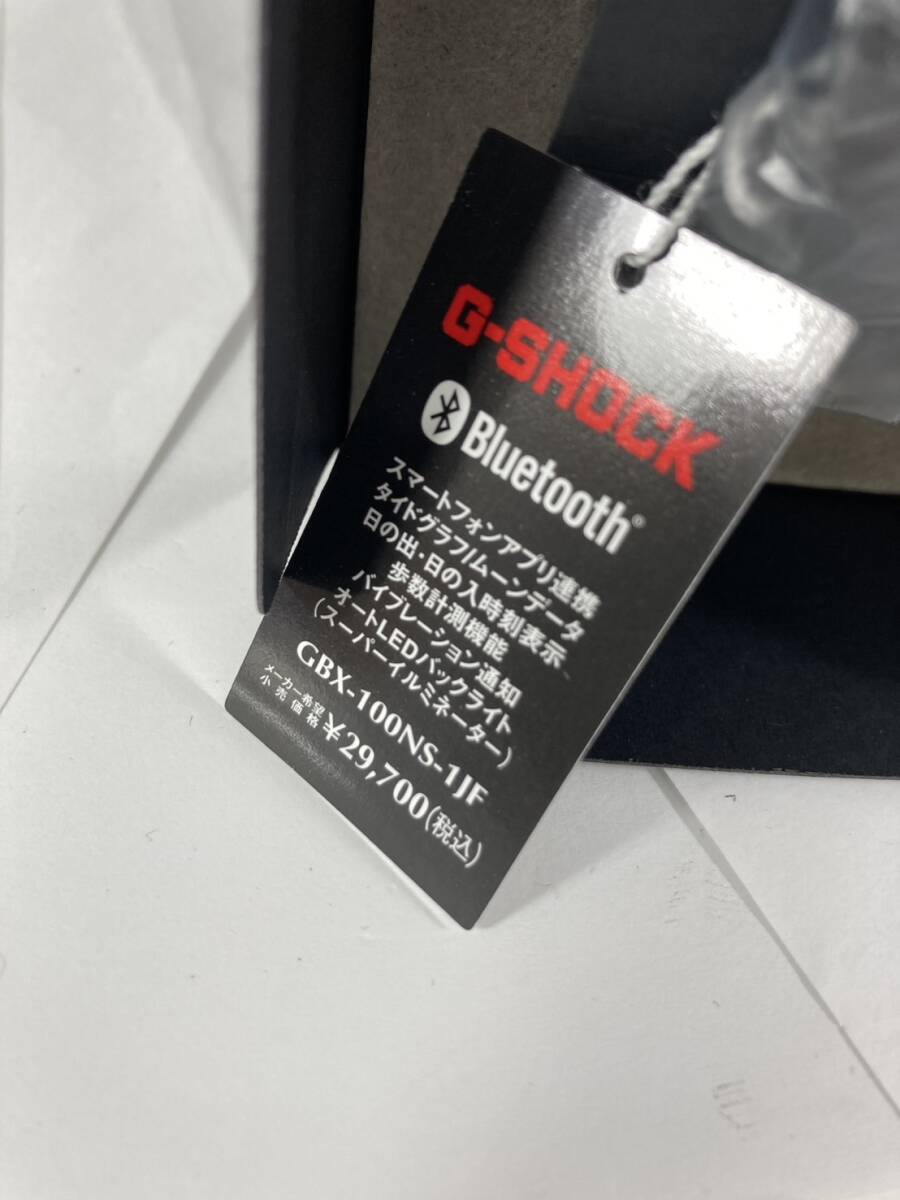 G-SHOCK
Bluetooth®
スマートフォンアプリ連携
タイドグラフ/ムーンデータ
日の出・日の入時刻表示、
歩数計測機能
バイブレーション通知
オートLEDバックライト
(スーパーイルミネーター)
GBX-100NS-1JF
メーカー希望
小売価格 ¥29,700(税込)